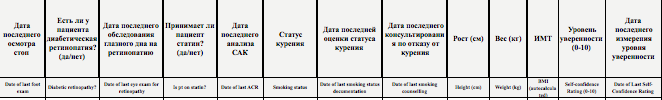 Дата последнего осмотра стоп
Есть ли у пациента диабетическая ретинопатия? (да/нет)
Дата последнего обследования глазного дна на ретинопатию
Принимает ли пациент статин? (да/нет)
Дата последнего анализа САК
Статус курения
Дата последней оценки статуса курения
Дата последнего консультирования по отказу от курения
Рост (см)
Вес (кг)
ИМТ
Уровень уверенности (0-10)
Дата последнего измерения уровня уверенности
Date of last foot exam
Diabetic retinopathy?
Date of last eye exam for retinopathy
Is pt on statin?
Date of last ACR
Smoking status
Date of last smoking status documentation
Date of last smoking counselling
Height (cm)
Weight (kg)
BMI (autocalculated)
Self-confidence Rating (0-10)
Date of Last Self-Confidence Rating